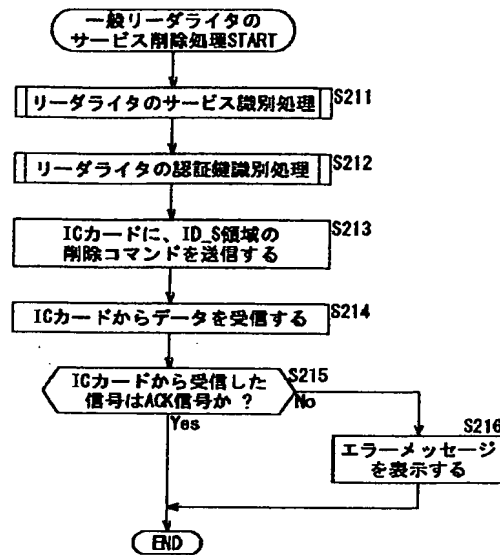 一般リーダライタの
サービス削除処理START
リーダライタのサービス識別処理
S211
リーダライタの認証鍵識別処理
S212
ICカードに、ID_S領域の
削除コマンドを送信する
S213
ICカードからデータを受信する
S214
ICカードから受信した
信号はACK信号か ?
S215
No
Yes
S216
エラーメッセージ
を表示する
END